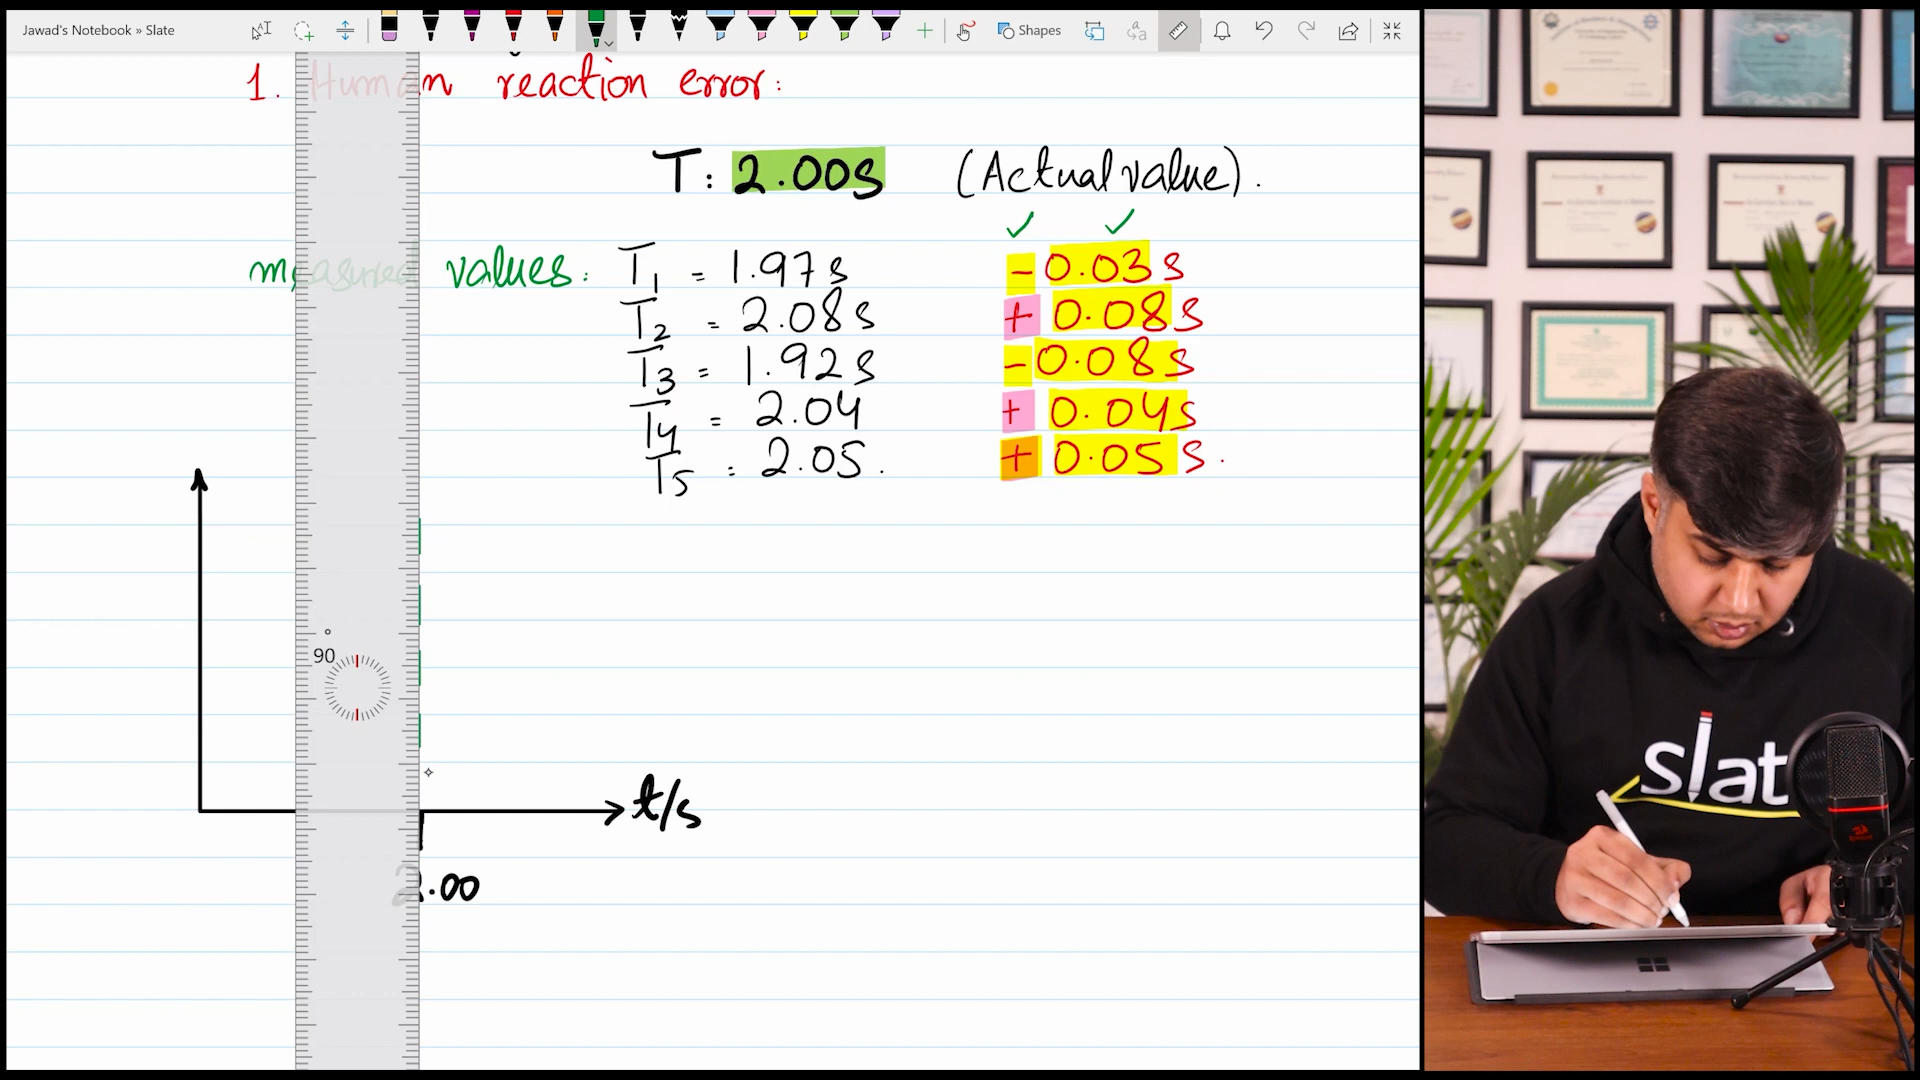 Jawad's Notebook » Slate
Shapes
1. Human reaction error:
T: 2.00s (Actual value).
✓ ✓
measured values: T1 = 1.97s - 0.03s
T2 = 2.08s + 0.08s
T3 = 1.92s - 0.08s
T4 = 2.04 + 0.04s
T5 = 2.05. + 0.05s.
90°
t/s
2.00
slat